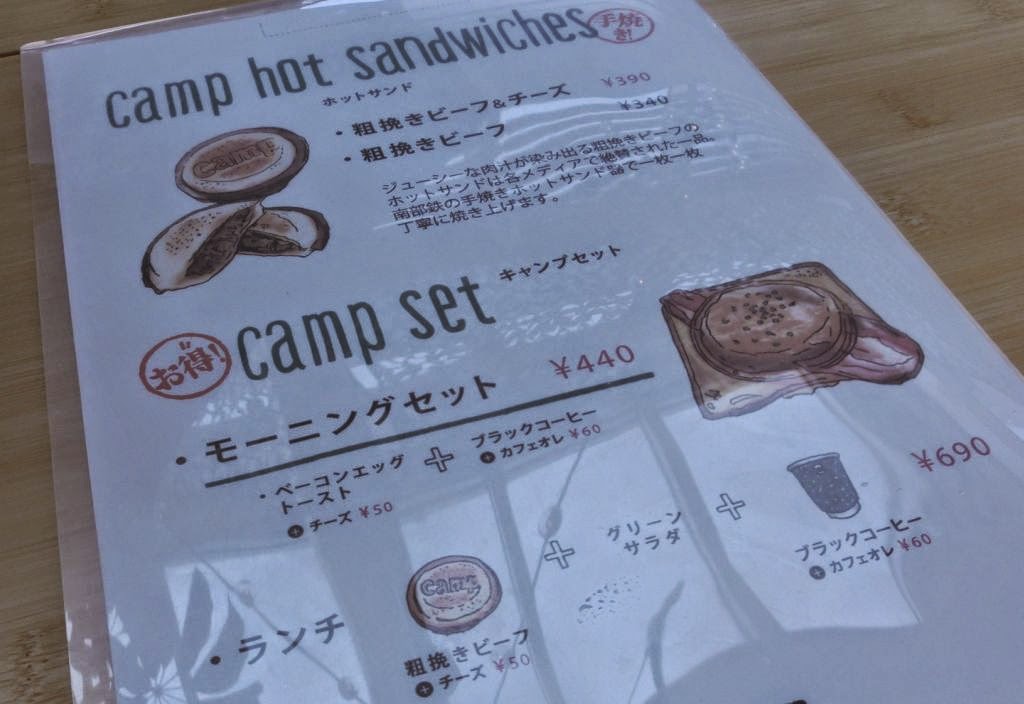 camp hot sandwiches
手焼き!
ホットサンド
・粗挽きビーフ&チーズ ¥390
・粗挽きビーフ ¥340
ジューシーな肉汁が染み出る粗挽きビーフの
ホットサンドは各メディアで絶賛された一品。
南部鉄の手焼きホットサンド器で一枚一枚
丁寧に焼き上げます。
camp
お得!
camp set
キャンプセット
・モーニングセット ¥440
・ベーコンエッグ
トースト
+ チーズ ¥50
+
ブラックコーヒー
+ カフェオレ ¥60
・ランチ
camp
粗挽きビーフ
+ チーズ ¥50
+
グリーン
サラダ
+
ブラックコーヒー
+ カフェオレ ¥60
¥690